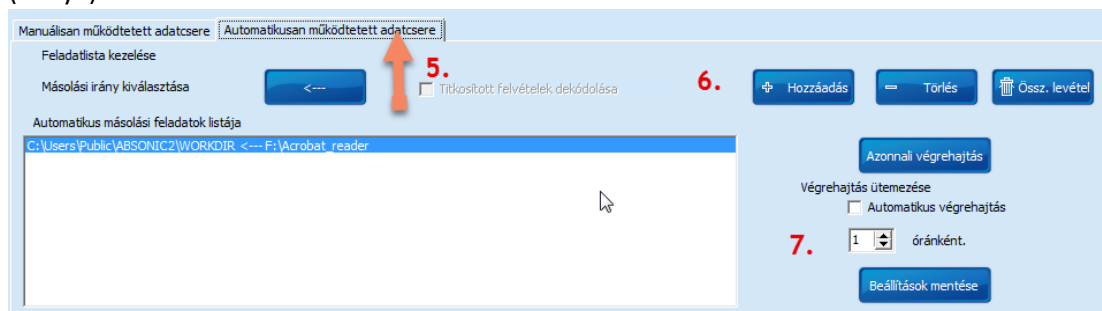 Manuálisan működtetett adatcsere Automatikusan működtetett adatcsere
Feladatlista kezelése
5.
Másolási irány kiválasztása <--- Titkosított felvételek dekódolása 6. Hozzáadás Törlés Össz. levétel
Automatikus másolási feladatok listája
C:\Users\Public\ABSONIC2\WORKDIR <--- F:\Acrobat_reader
Azonnali végrehajtás
Végrehajtás ütemezése
Automatikus végrehajtás
7. 1 óránként.
Beállítások mentése